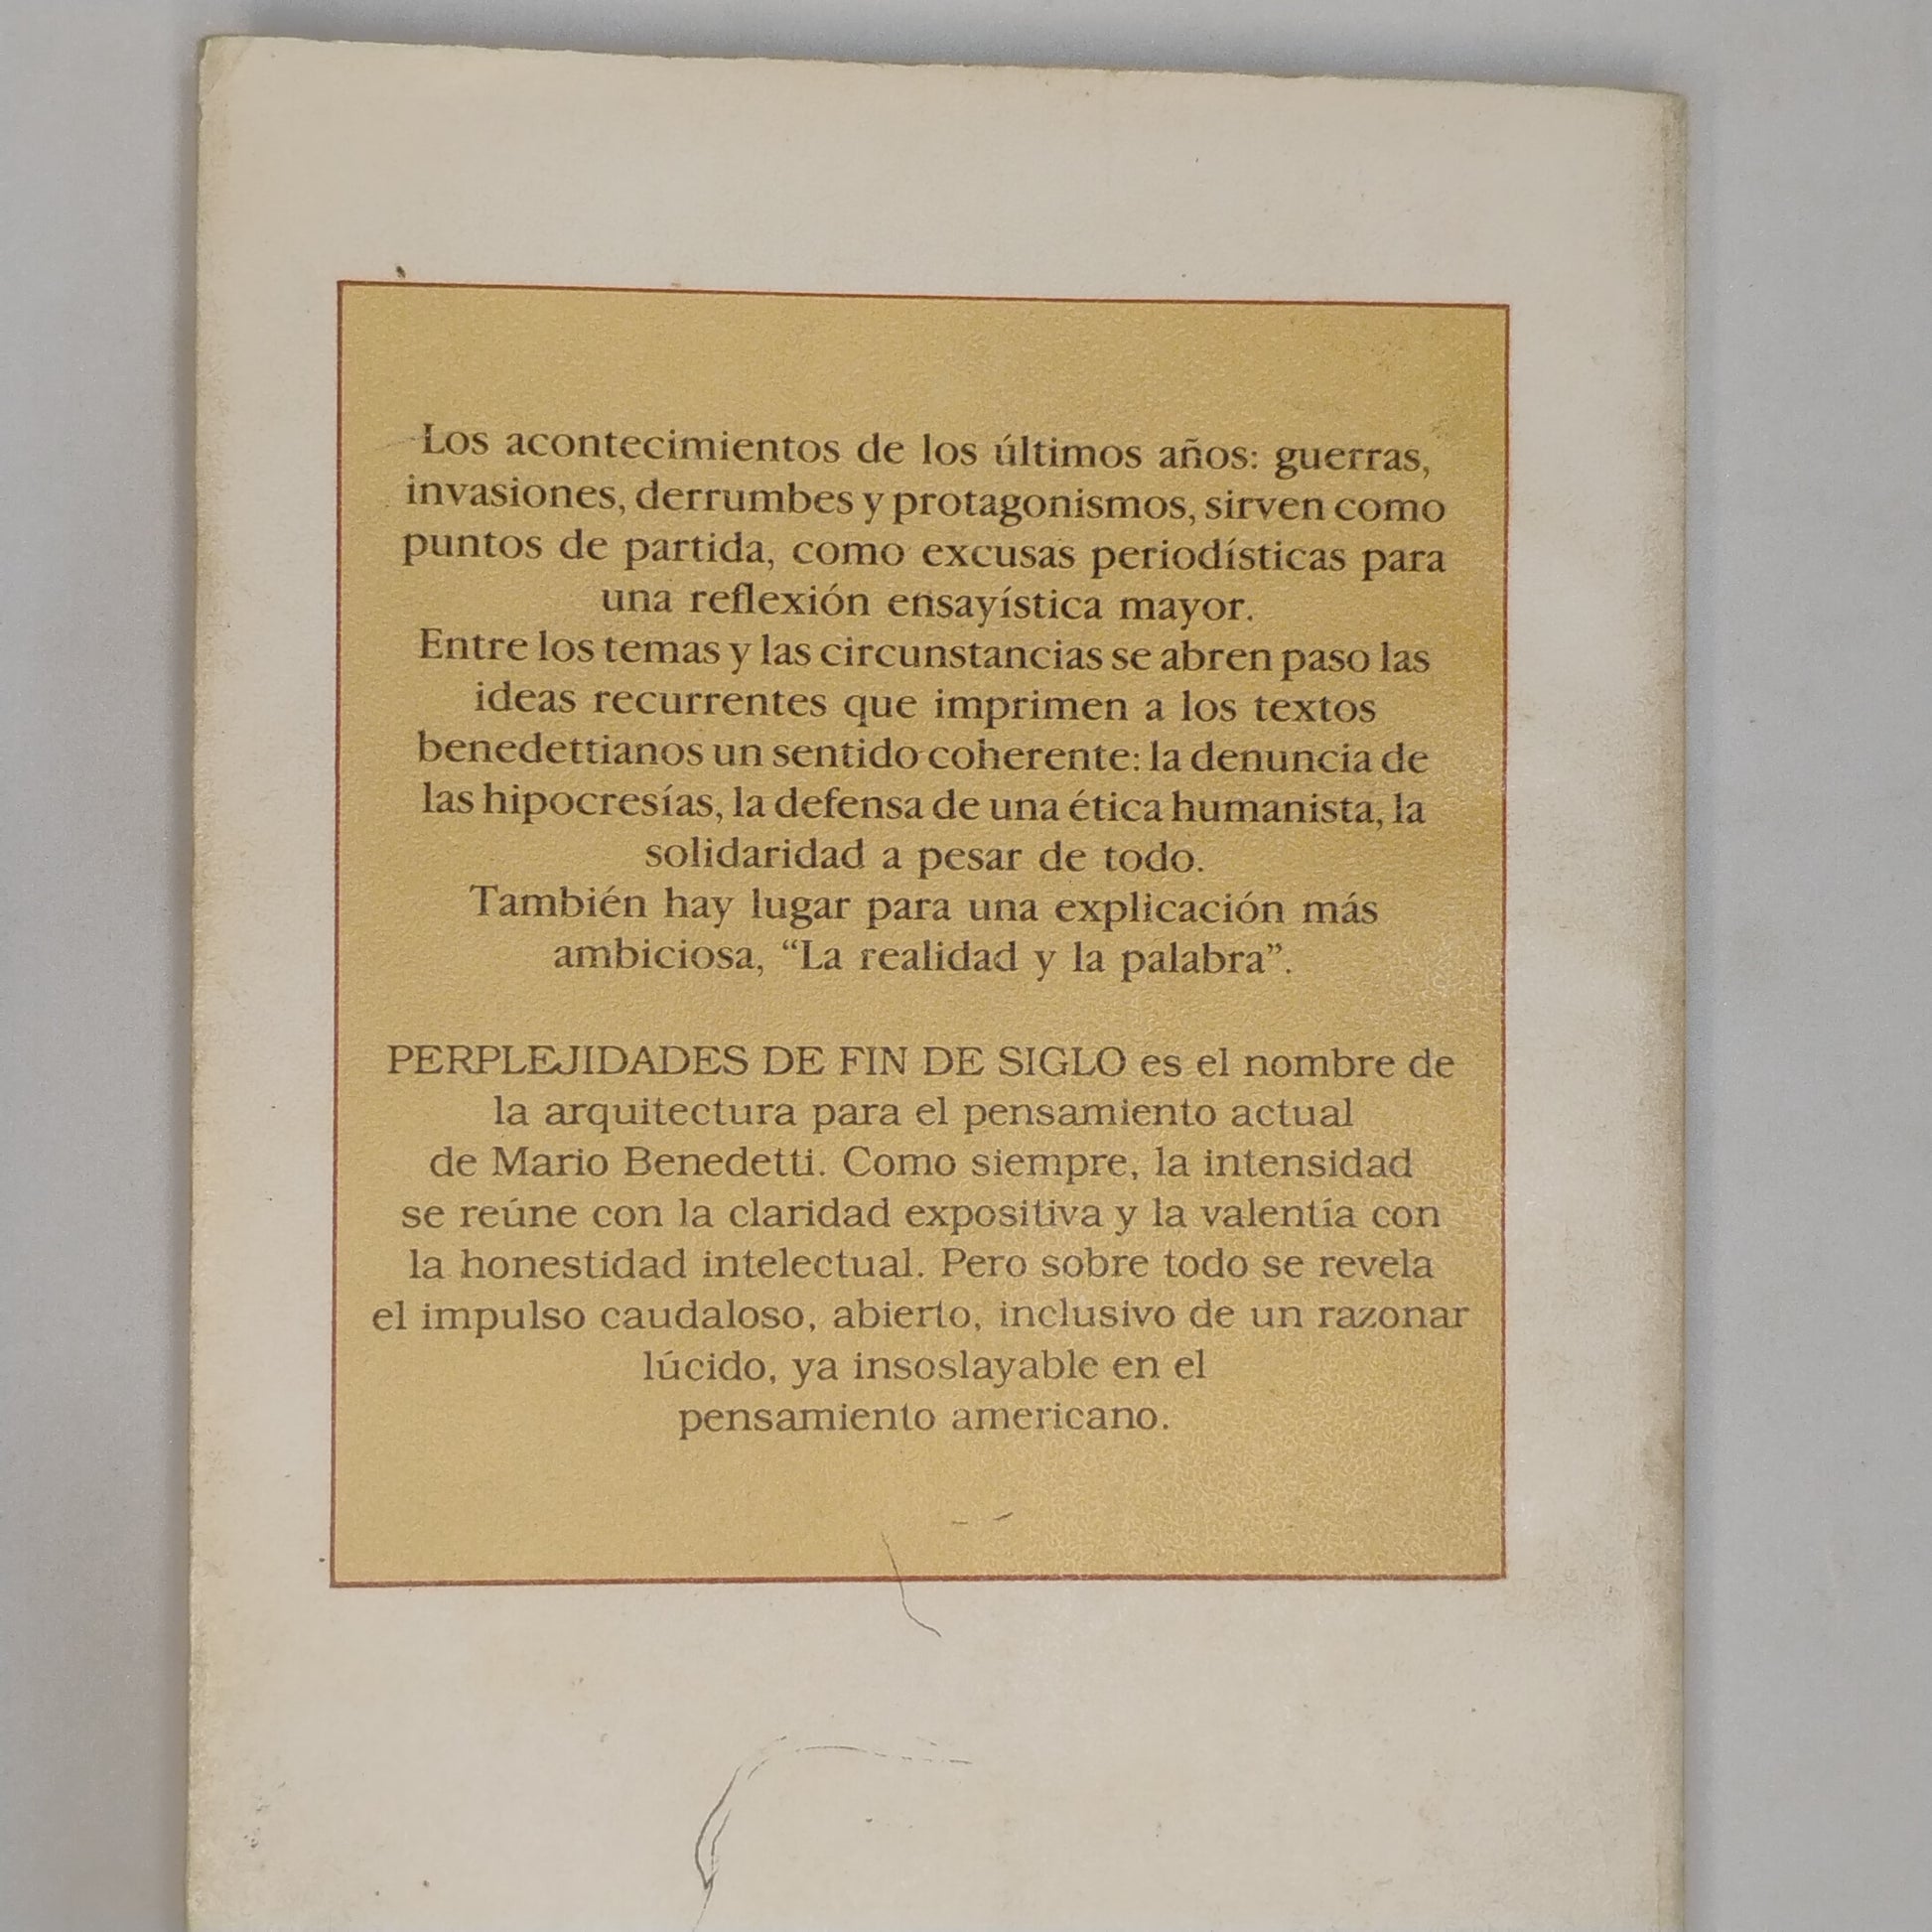 Los acontecimientos de los últimos años: guerras,
invasiones, derrumbes y protagonismos, sirven como
puntos de partida, como excusas periodísticas para
una reflexión ensayística mayor.
Entre los temas y las circunstancias se abren paso las
ideas recurrentes que imprimen a los textos
benedettianos un sentido coherente: la denuncia de
las hipocresías, la defensa de una ética humanista, la
solidaridad a pesar de todo.
También hay lugar para una explicación más
ambiciosa, “La realidad y la palabra”.
PERPLEJIDADES DE FIN DE SIGLO es el nombre de
la arquitectura para el pensamiento actual
de Mario Benedetti. Como siempre, la intensidad
se reúne con la claridad expositiva y la valentía con
la honestidad intelectual. Pero sobre todo se revela
el impulso caudaloso, abierto, inclusivo de un razonar
lúcido, ya insoslayable en el
pensamiento americano.